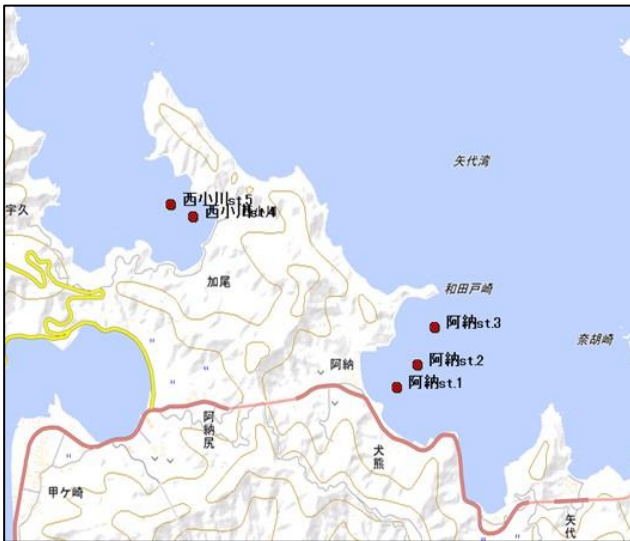 矢代湾
西小川st.5
西小川st.4
宇久
加尾
和田戸崎
阿納st.3
奈胡崎
阿納
阿納st.2
阿納st.1
阿納尻
犬熊
甲ケ崎
矢代